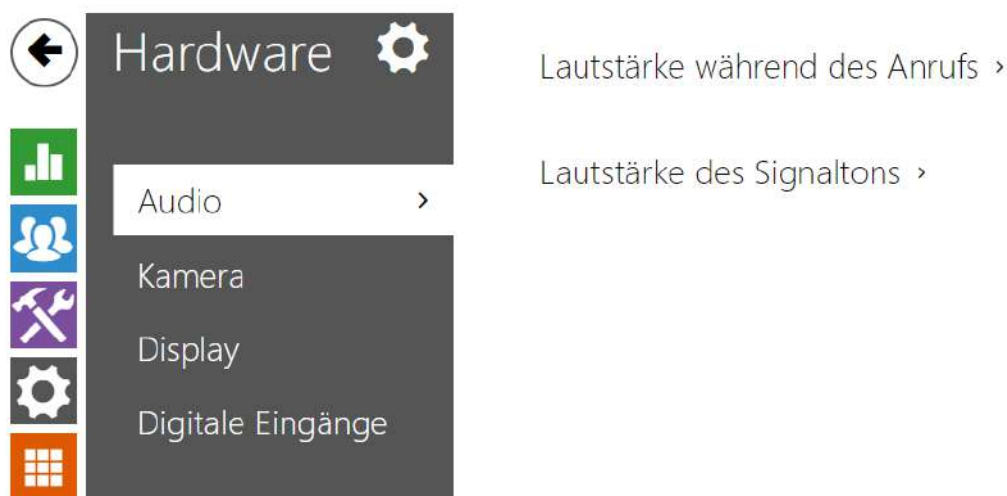 Hardware
Audio
Kamera
Display
Digitale Eingänge
Lautstärke während des Anrufs
Lautstärke des Signaltons